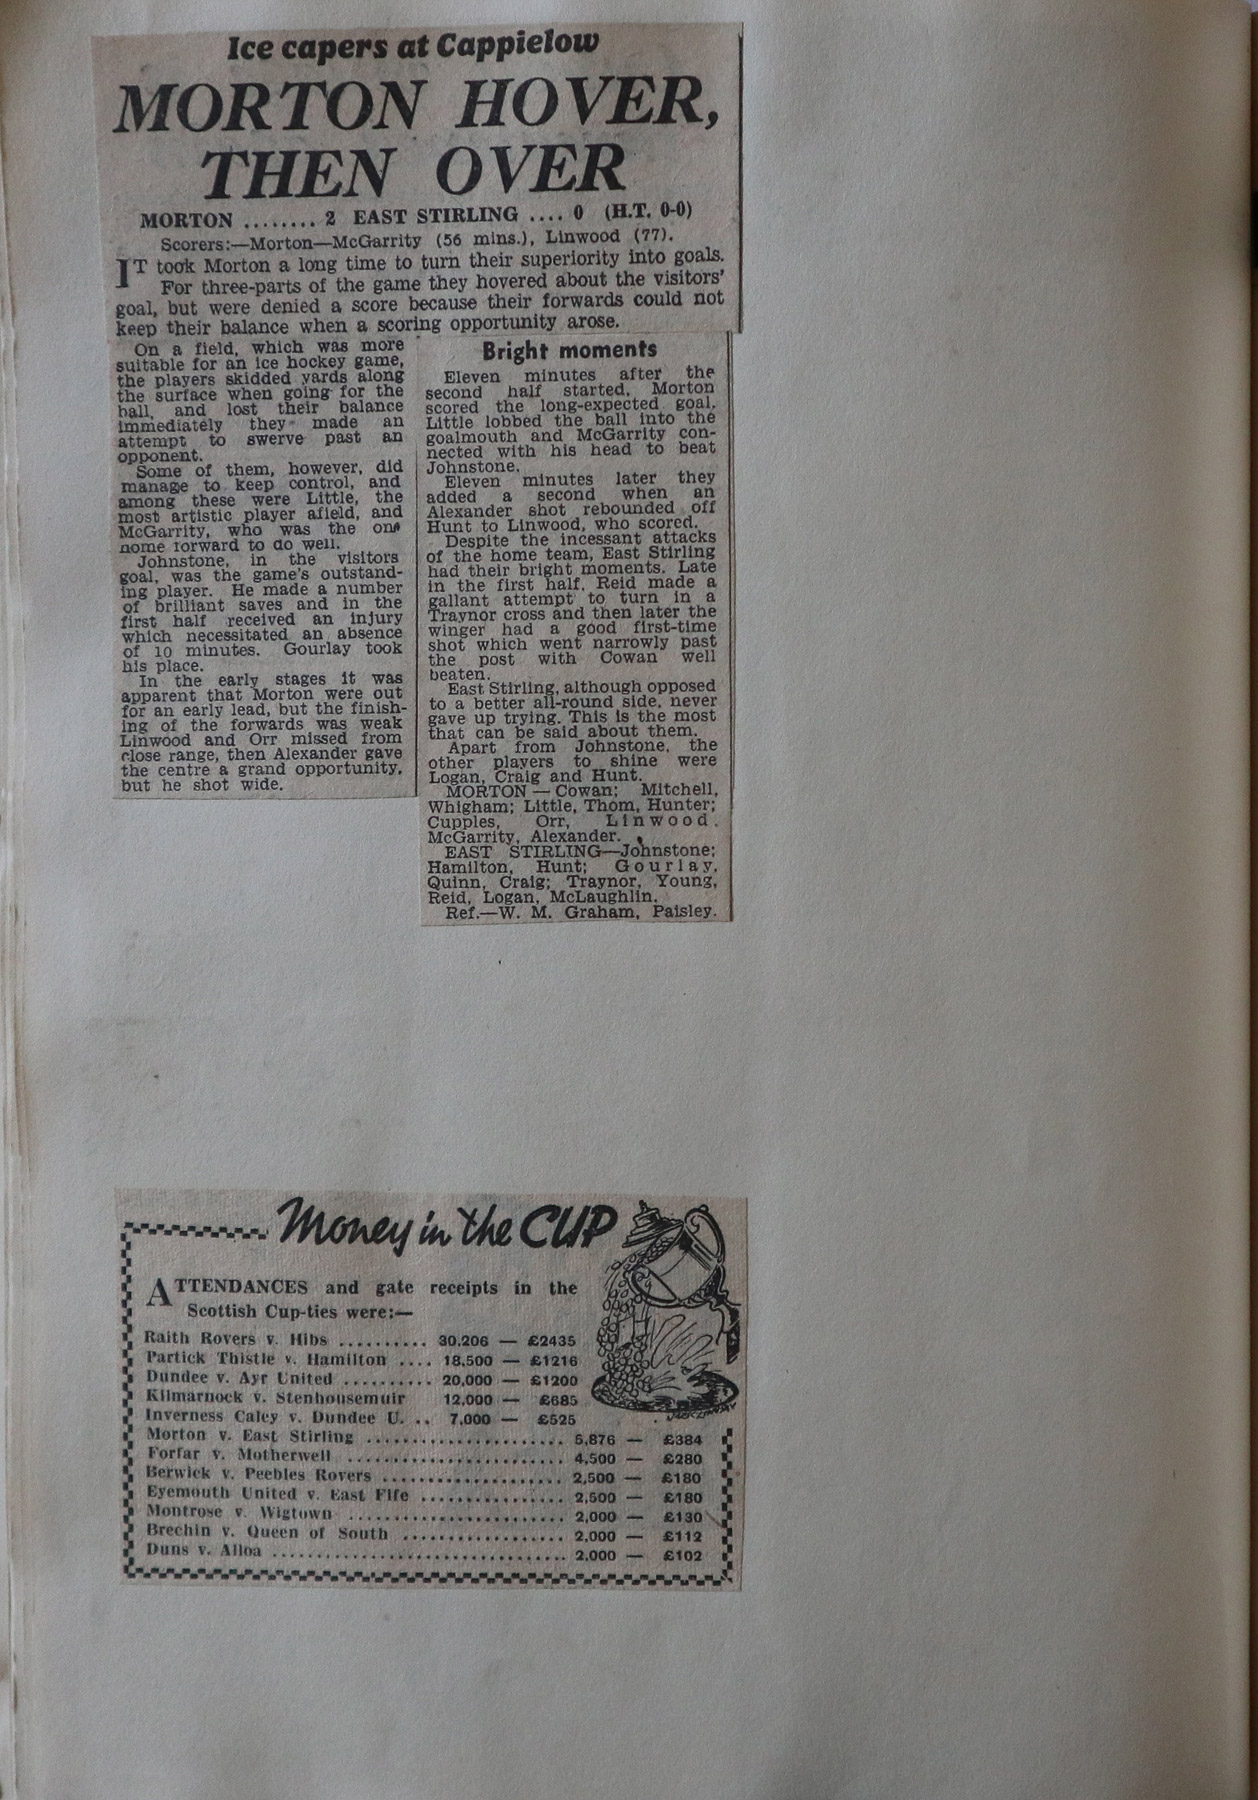 Ice capers at Cappielow
MORTON HOVER,
THEN OVER
MORTON ........ 2 EAST STIRLING .... 0 (H.T. 0-0)
Scorers:—Morton—McGarrity (56 mins.), Linwood (77).
IT took Morton a long time to turn their superiority into goals.
For three-parts of the game they hovered about the visitors'
goal, but were denied a score because their forwards could not
keep their balance when a scoring opportunity arose.
On a field, which was more
suitable for an ice hockey game,
the players skidded yards along
the surface when going for the
ball, and lost their balance
immediately they made an
attempt to swerve past an
opponent.
Some of them, however, did
manage to keep control, and
among these were Little, the
most artistic player afield, and
McGarrity, who was the one
home forward to do well.
Johnstone, in the visitors
goal, was the game's outstand-
ing player. He made a number
of brilliant saves and in the
first half received an injury
which necessitated an absence
of 10 minutes. Gourlay took
his place.
In the early stages it was
apparent that Morton were out
for an early lead, but the finish-
ing of the forwards was weak
Linwood and Orr missed from
close range, then Alexander gave
the centre a grand opportunity,
but he shot wide.
Bright moments
Eleven minutes after the
second half started, Morton
scored the long-expected goal.
Little lobbed the ball into the
goalmouth and McGarrity con-
nected with his head to beat
Johnstone.
Eleven minutes later they
added a second when an
Alexander shot rebounded off
Hunt to Linwood, who scored.
Despite the incessant attacks
of the home team, East Stirling
had their bright moments. Late
in the first half, Reid made a
gallant attempt to turn in a
Traynor cross and then later the
winger had a good first-time
shot which went narrowly past
the post with Cowan well
beaten.
East Stirling, although opposed
to a better all-round side, never
gave up trying. This is the most
that can be said about them.
Apart from Johnstone, the
other players to shine were
Logan, Craig and Hunt.
MORTON — Cowan; Mitchell,
Whigham; Little, Thom, Hunter;
Cupples, Orr, Linwood,
McGarrity, Alexander.
EAST STIRLING—Johnstone;
Hamilton, Hunt; Gourlay,
Quinn, Craig; Traynor, Young,
Reid, Logan, McLaughlin.
Ref.—W. M. Graham, Paisley.
Money in the CUP
ATTENDANCES and gate receipts in the
Scottish Cup-ties were:—
Raith Rovers v. Hibs .......... 30,206 — £2435
Partick Thistle v. Hamilton .... 18,500 — £1216
Dundee v. Ayr United .......... 20,000 — £1200
Kilmarnock v. Stenhousemuir 12,000 — £685
Inverness Caley v. Dundee U. .. 7,000 — £525
Morton v. East Stirling ...................... 5,876 — £384
Forfar v. Motherwell ........................ 4,500 — £280
Berwick v. Peebles Rovers .................... 2,500 — £180
Eyemouth United v. East Fife ................ 2,500 — £180
Montrose v. Wigtown ........................ 2,000 — £130
Brechin v. Queen of South .................. 2,000 — £112
Duns v. Alloa ................................ 2,000 — £102